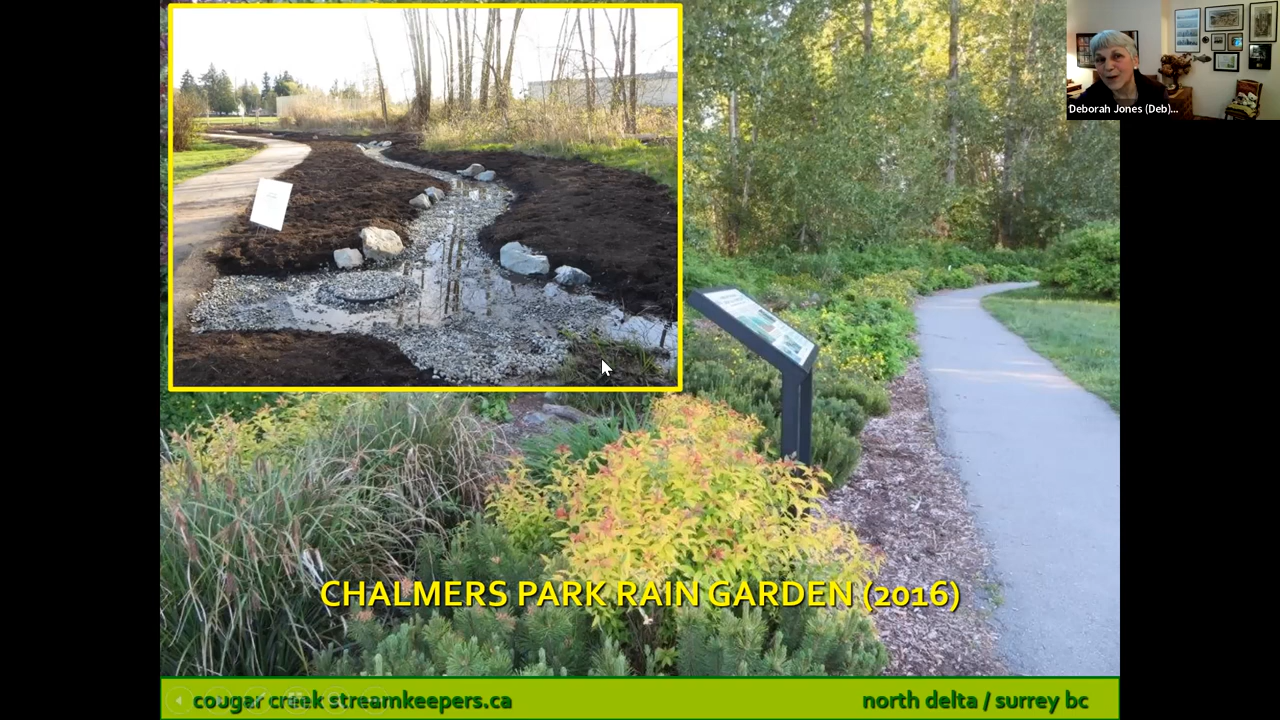 Deborah Jones (Deb)...
CHALMERS PARK RAIN GARDEN (2016)
cougar creek streamkeepers.ca
north delta / surrey bc